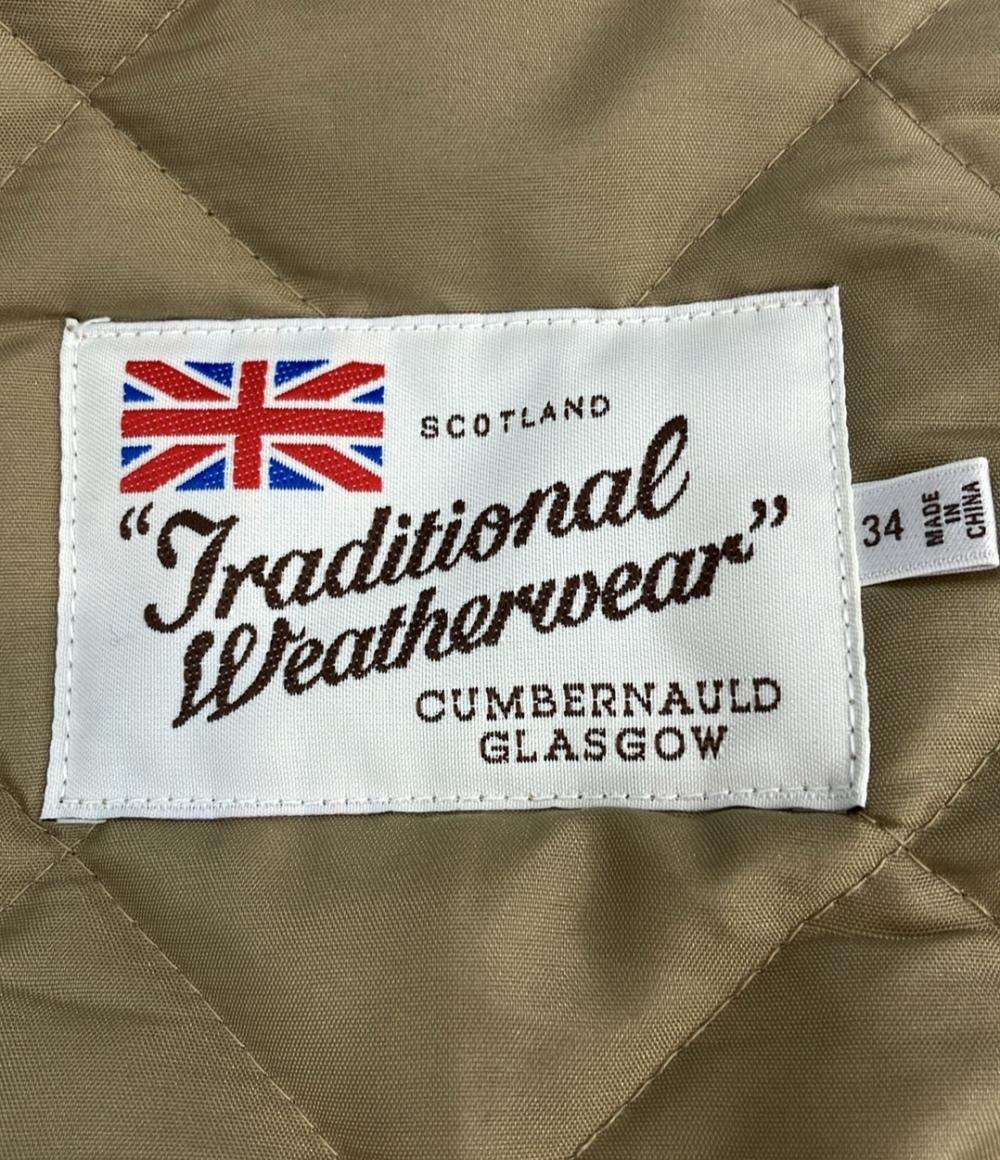 SCOTLAND
“Traditional
Weatherwear”
CUMBERNAULD
GLASGOW
34
MADE
IN
CHINA